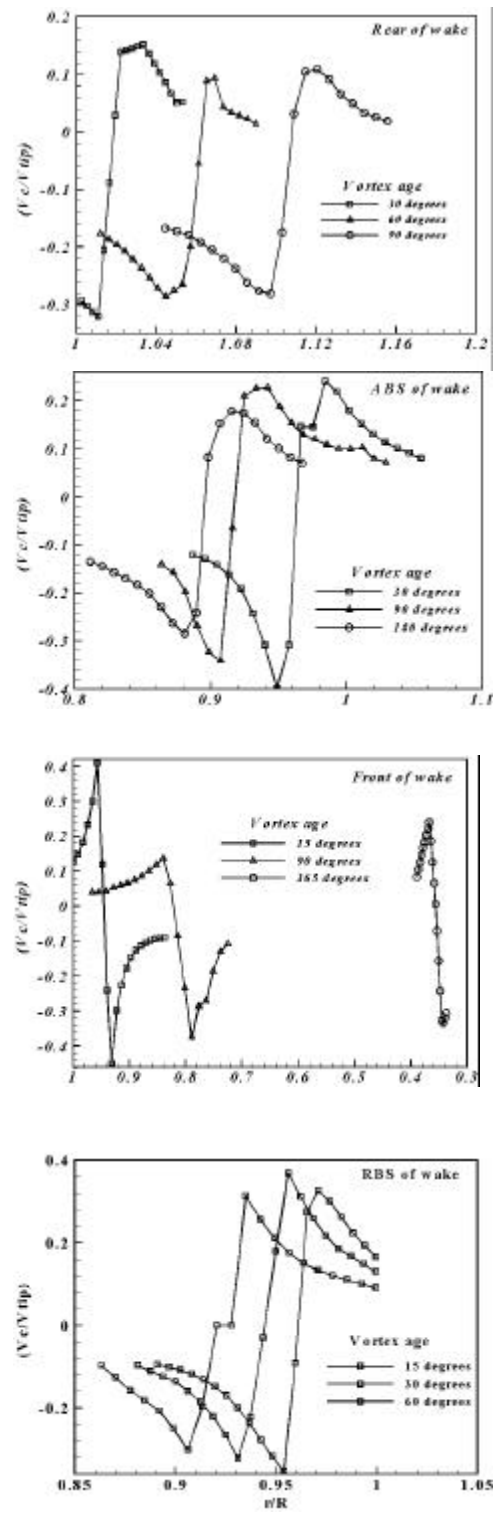 0.2
Rear of wake
0.1
0
(Vc/Vtip)
-0.1
Vortex age
30 degrees
60 degrees
90 degrees
-0.2
-0.3
1 1.04 1.08 1.12 1.16 1.2
0.2
ABS of wake
0.1
0
(Vc/Vtip)
-0.1
Vortex age
30 degrees
90 degrees
180 degrees
-0.2
-0.3
-0.4
0.8 0.9 1 1.1
0.4
Front of wake
0.3
Vortex age
15 degrees
90 degrees
365 degrees
0.2
0.1
0
(Vc/Vtip)
-0.1
-0.2
-0.3
-0.4
1 0.9 0.8 0.7 0.6 0.5 0.4 0.3
0.4
RBS of wake
0.2
0
(Vc/Vtip)
Vortex age
15 degrees
30 degrees
60 degrees
-0.2
0.85 0.9 0.95 1 1.05
r/R